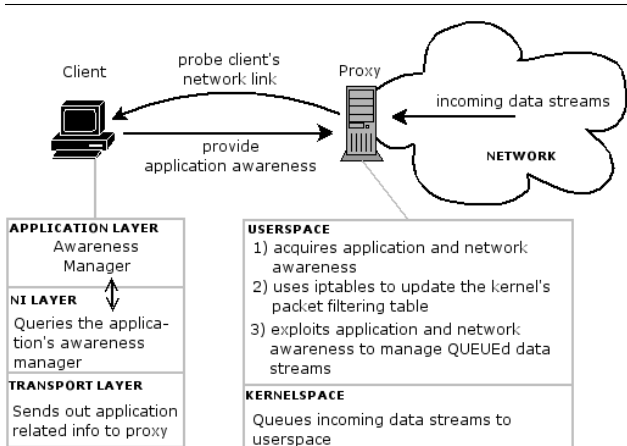 Client
probe client's
network link
Proxy
incoming data streams
provide
application awareness
NETWORK
APPLICATION LAYER
Awareness
Manager
NI LAYER
Queries the applica-
tion's awareness
manager
TRANSPORT LAYER
Sends out application
related info to proxy
USERSPACE
1) acquires application and network
awareness
2) uses iptables to update the kernel's
packet filtering table
3) exploits application and network
awareness to manage QUEUEd data
streams
KERNELSPACE
Queues incoming data streams to
userspace